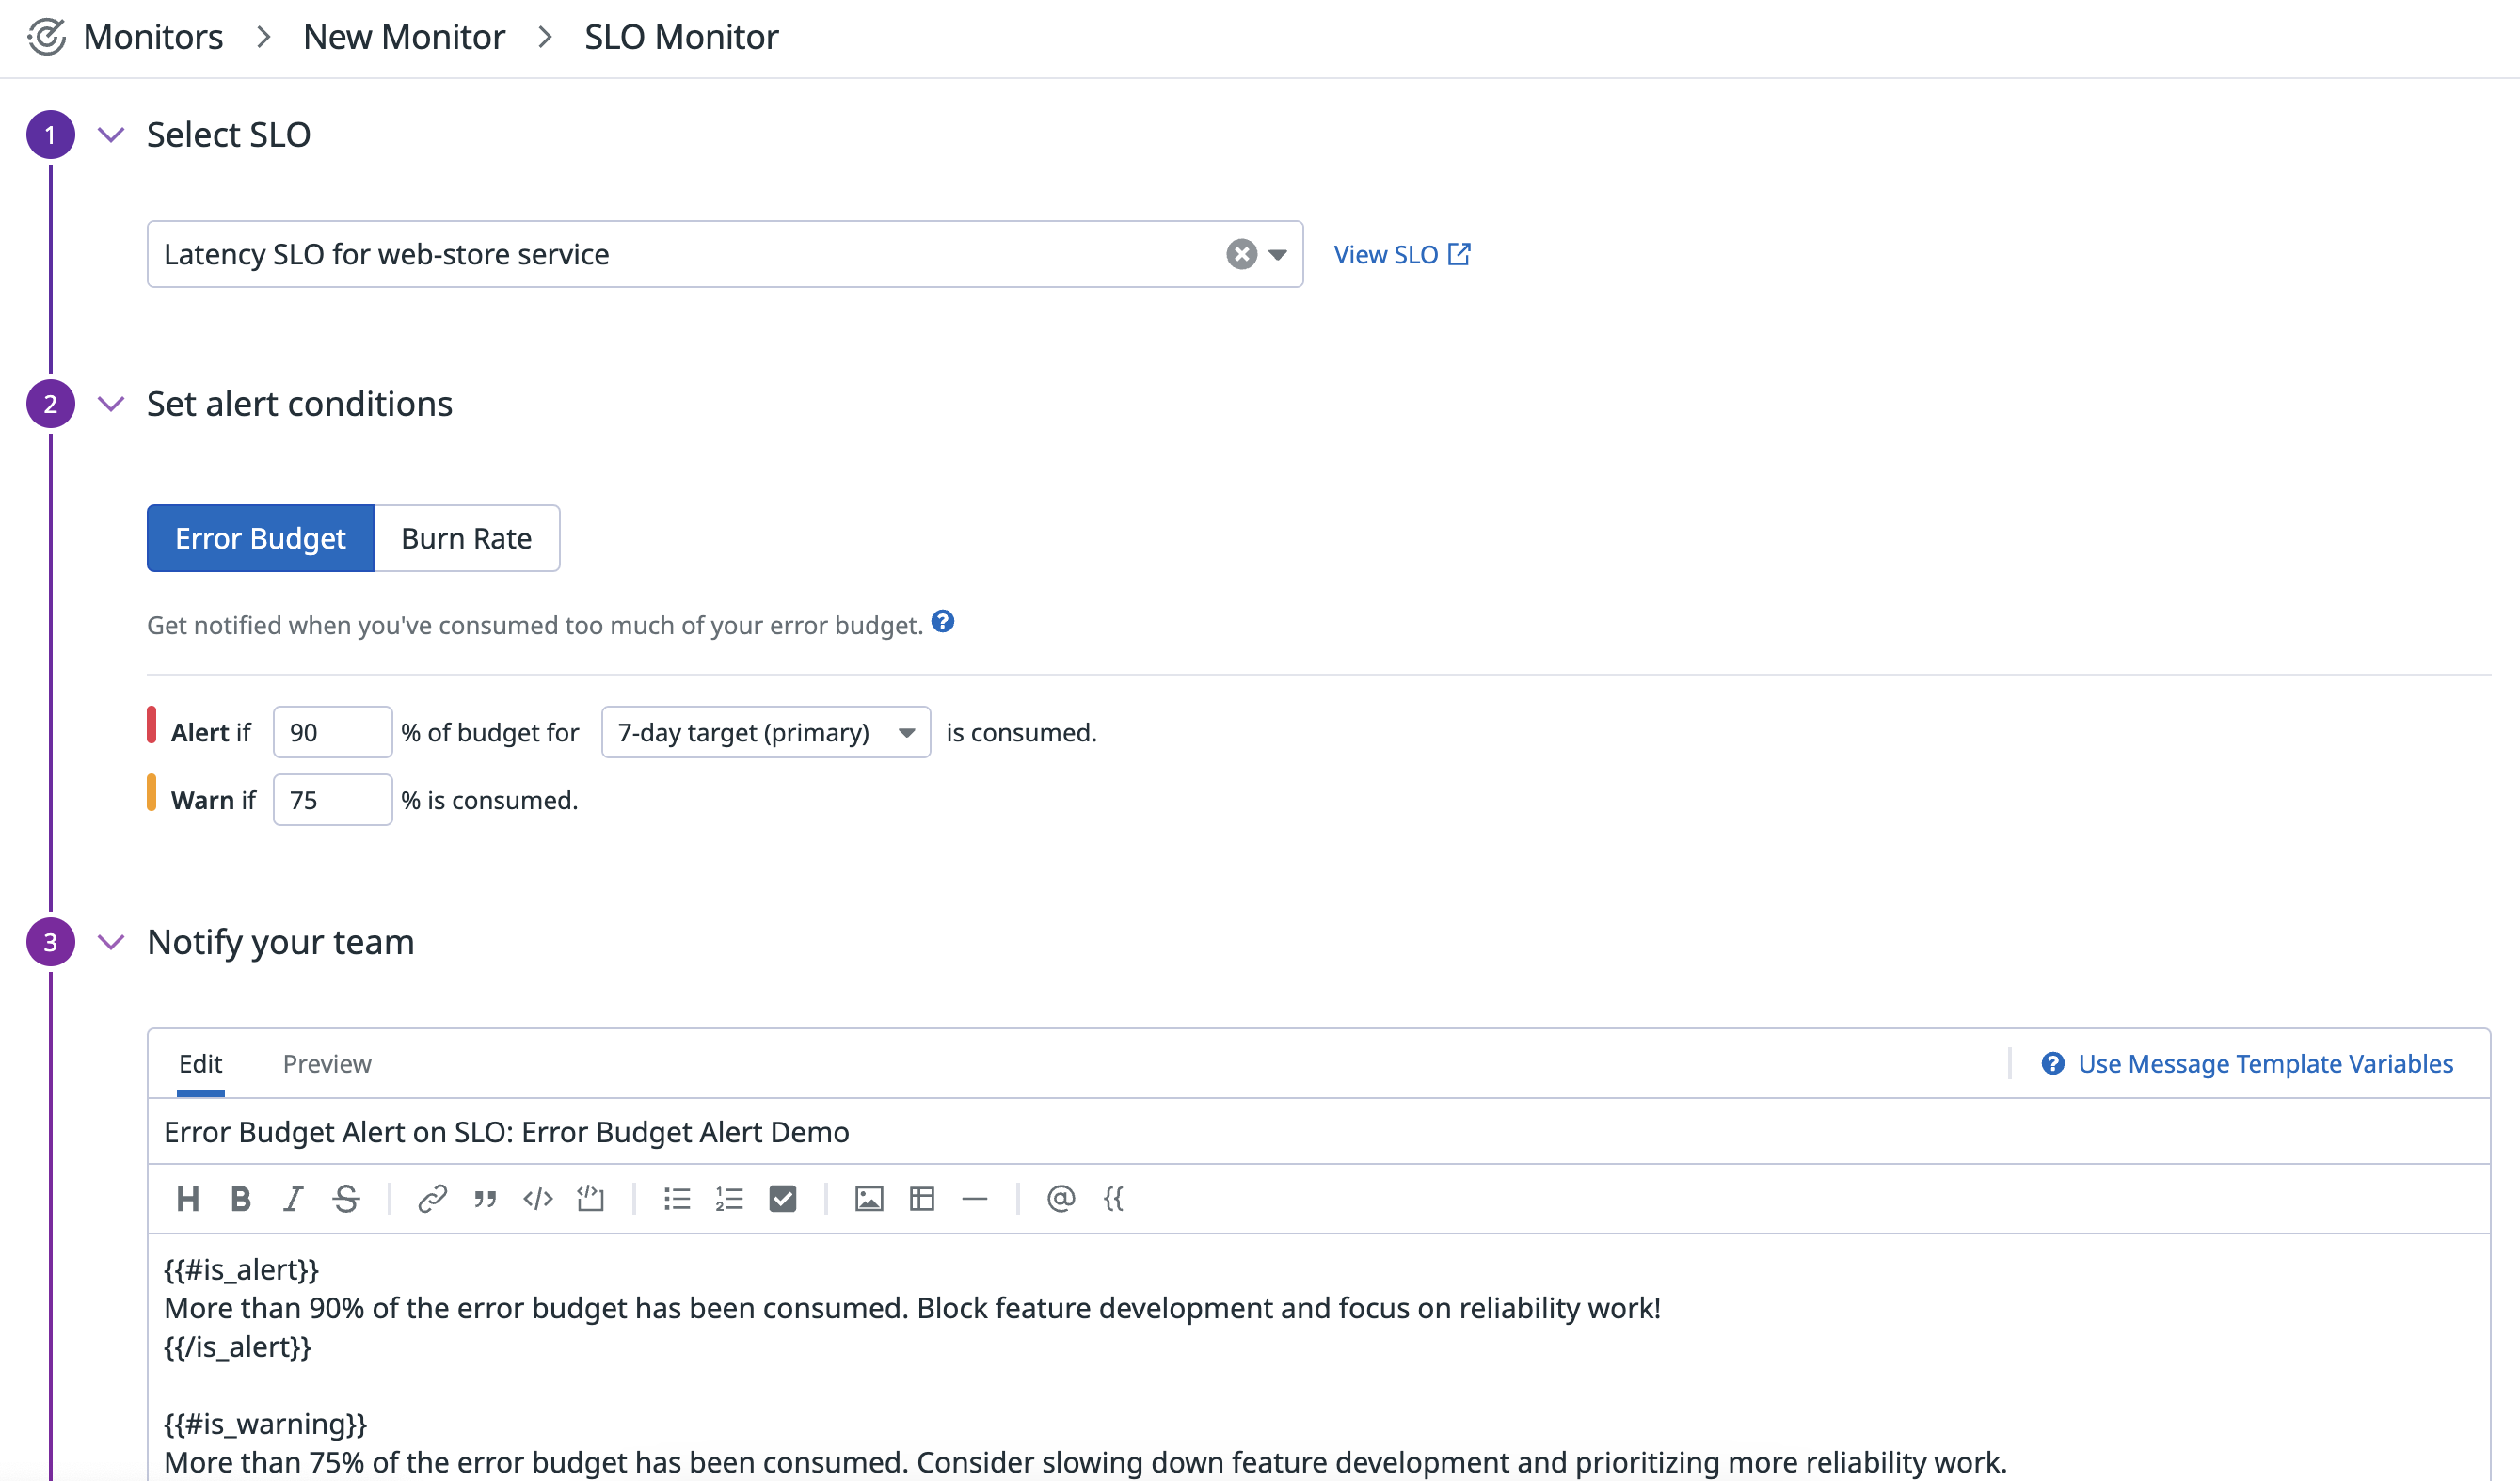 Monitors > New Monitor > SLO Monitor
1 Select SLO
Latency SLO for web-store service View SLO
2 Set alert conditions
Error Budget Burn Rate
Get notified when you've consumed too much of your error budget. ?
Alert if 90 % of budget for 7-day target (primary) is consumed.
Warn if 75 % is consumed.
3 Notify your team
Edit Preview ? Use Message Template Variables
Error Budget Alert on SLO: Error Budget Alert Demo
H B I S </> @ {{
{{#is_alert}}
More than 90% of the error budget has been consumed. Block feature development and focus on reliability work!
{{/is_alert}}
{{#is_warning}}
More than 75% of the error budget has been consumed. Consider slowing down feature development and prioritizing more reliability work.